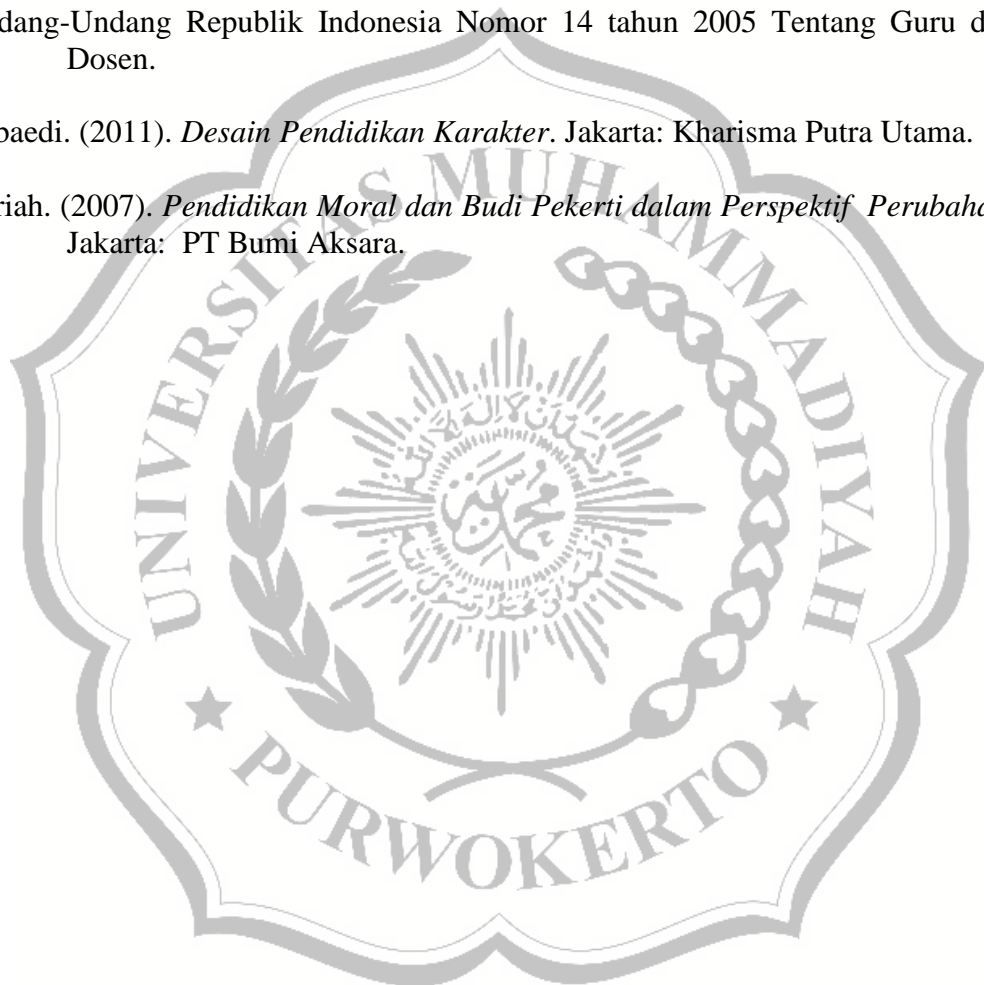 dang-Undang Republik Indonesia Nomor 14 tahun 2005 Tentang Guru d
Dosen.
baedi. (2011). Desain Pendidikan Karakter. Jakarta: Kharisma Putra Utama.
riah. (2007). Pendidikan Moral dan Budi Pekerti dalam Perspektif Perubaha
Jakarta: PT Bumi Aksara.
UNIVERSITAS MUHAMMADIYAH
PURWOKERTO